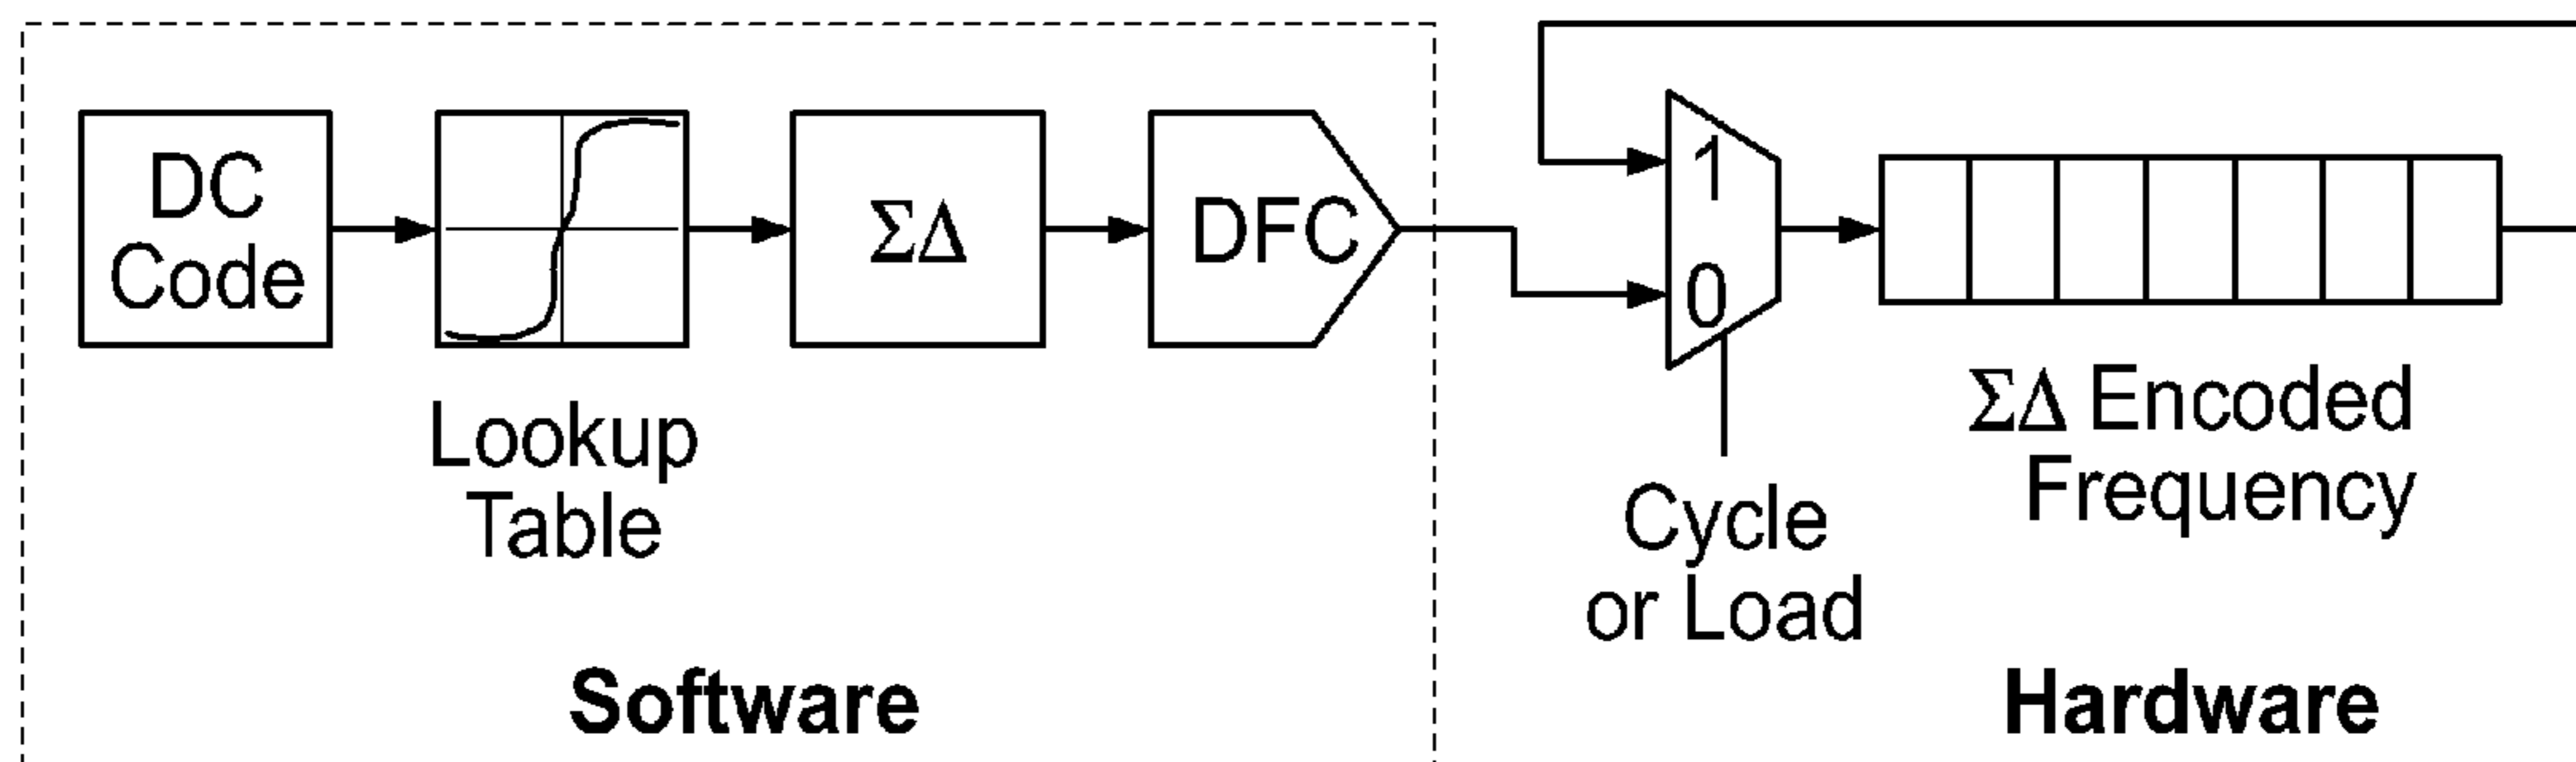 DC
Code
Lookup
Table
ΣΔ
DFC
1
0
Cycle
or Load
ΣΔ Encoded
Frequency
Software
Hardware